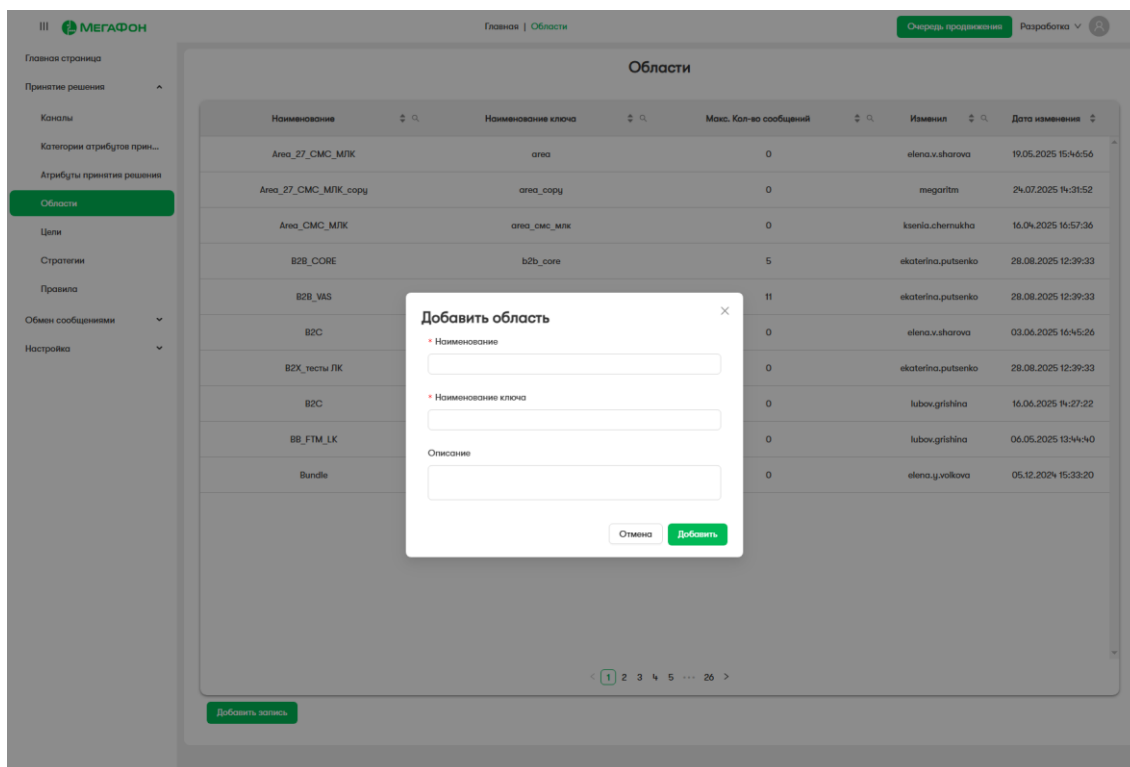 МЕГАФОН
Главная | Области
Очередь продвижения
Разработка
Главная страница
Принятие решения
Каналы
Категории атрибутов прин...
Атрибуты принятия решения
Области
Цели
Стратегии
Правила
Обмен сообщениями
Настройка
Области
Наименование Наименование ключа Макс. Кол-во сообщений Изменил Дата изменения
Area_27_СМС_МЛК area 0 elena.v.sharova 19.05.2025 15:46:56
Area_27_СМС_МЛК_copy area_copy 0 megaritm 24.07.2025 14:31:52
Area_СМС_МЛК area_смс_млк 0 ksenia.chernukha 16.04.2025 16:57:36
B2B_CORE b2b_core 5 ekaterina.putsenko 28.08.2025 12:39:33
B2B_VAS 11 ekaterina.putsenko 28.08.2025 12:39:33
B2C 0 elena.v.sharova 03.06.2025 16:45:26
B2X_тесты ЛК 0 ekaterina.putsenko 28.08.2025 12:39:33
B2С 0 lubov.grishina 16.06.2025 14:27:22
BB_FTM_LK 0 lubov.grishina 06.05.2025 13:44:40
Bundle 0 elena.y.volkova 05.12.2024 15:33:20
Добавить область
* Наименование
* Наименование ключа
Описание
Отмена Добавить
< 1 2 3 4 5 ··· 26 >
Добавить запись